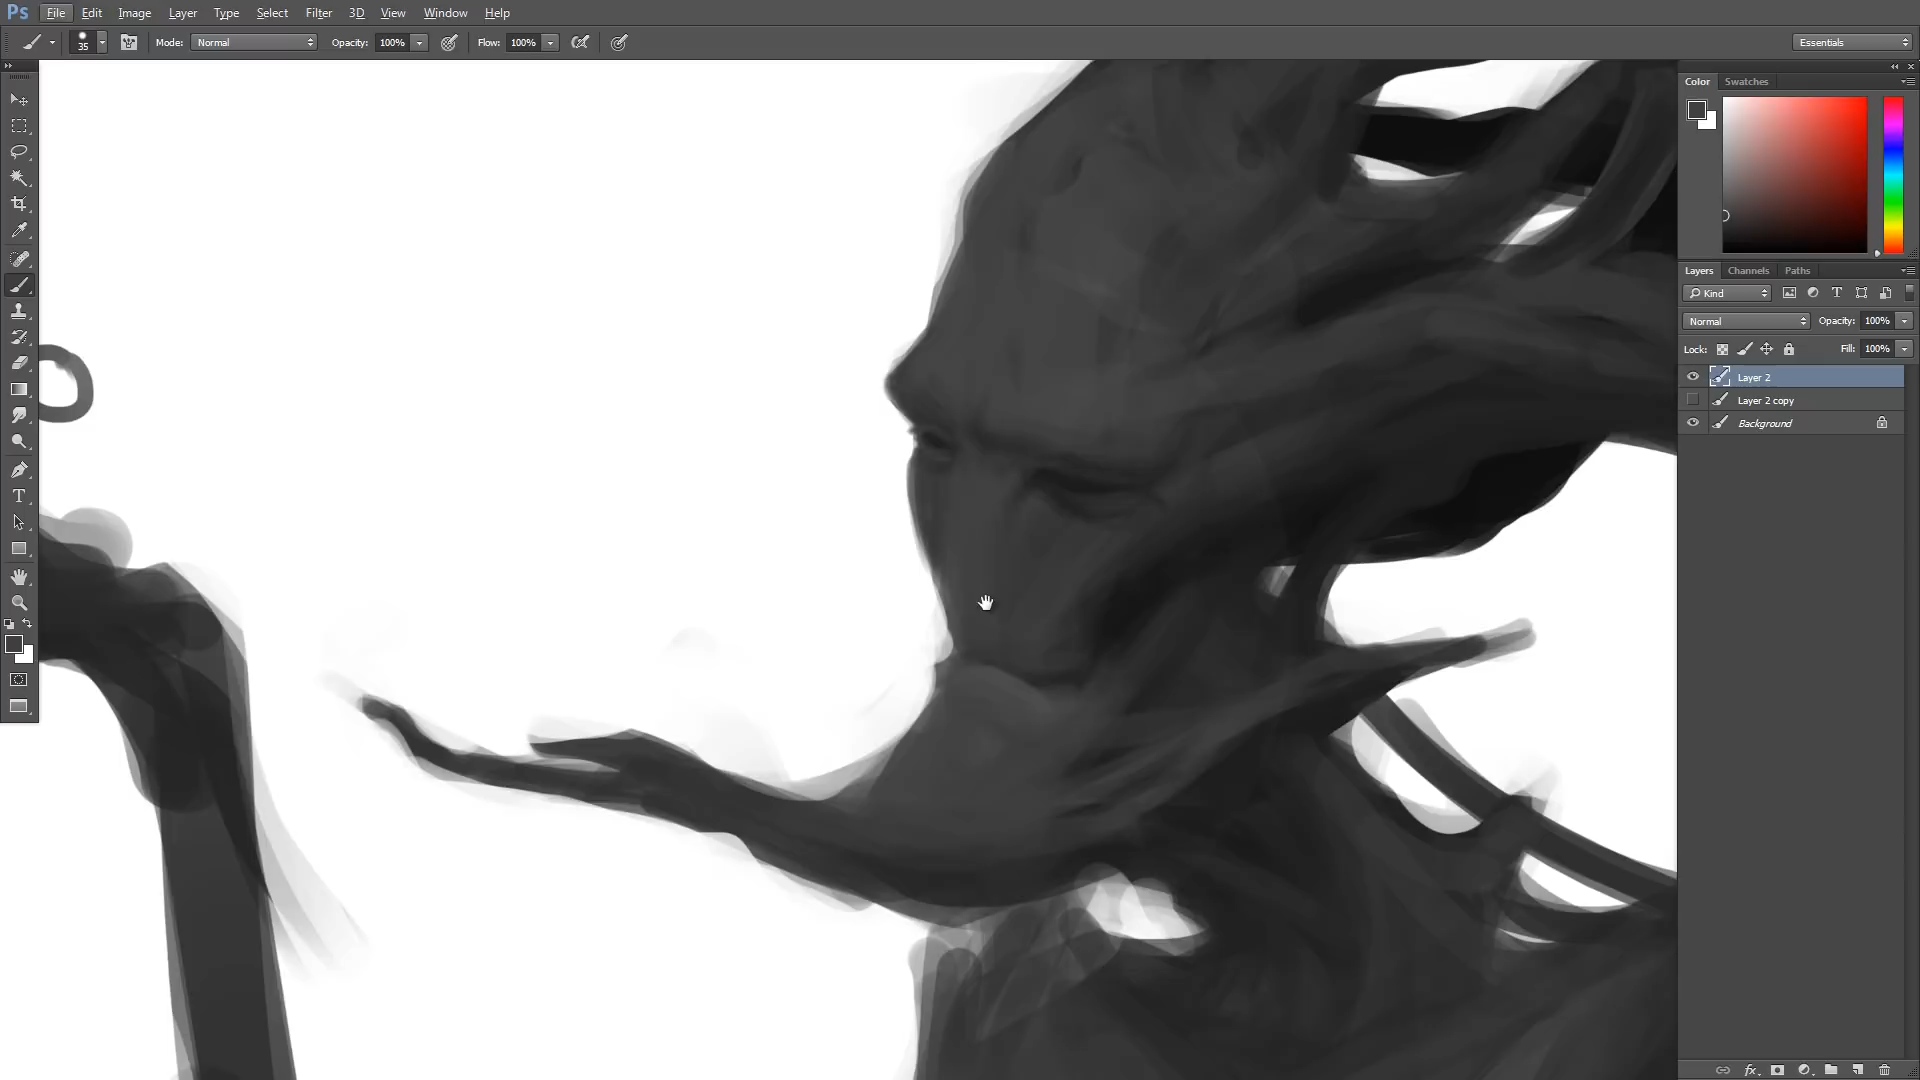 Ps File Edit Image Layer Type Select Filter 3D View Window Help
35 Mode: Normal Opacity: 100% Flow: 100% Essentials
Color Swatches
Layers Channels Paths
Kind
Normal Opacity: 100%
Lock: Fill: 100%
Layer 2
Layer 2 copy
Background
T
fx